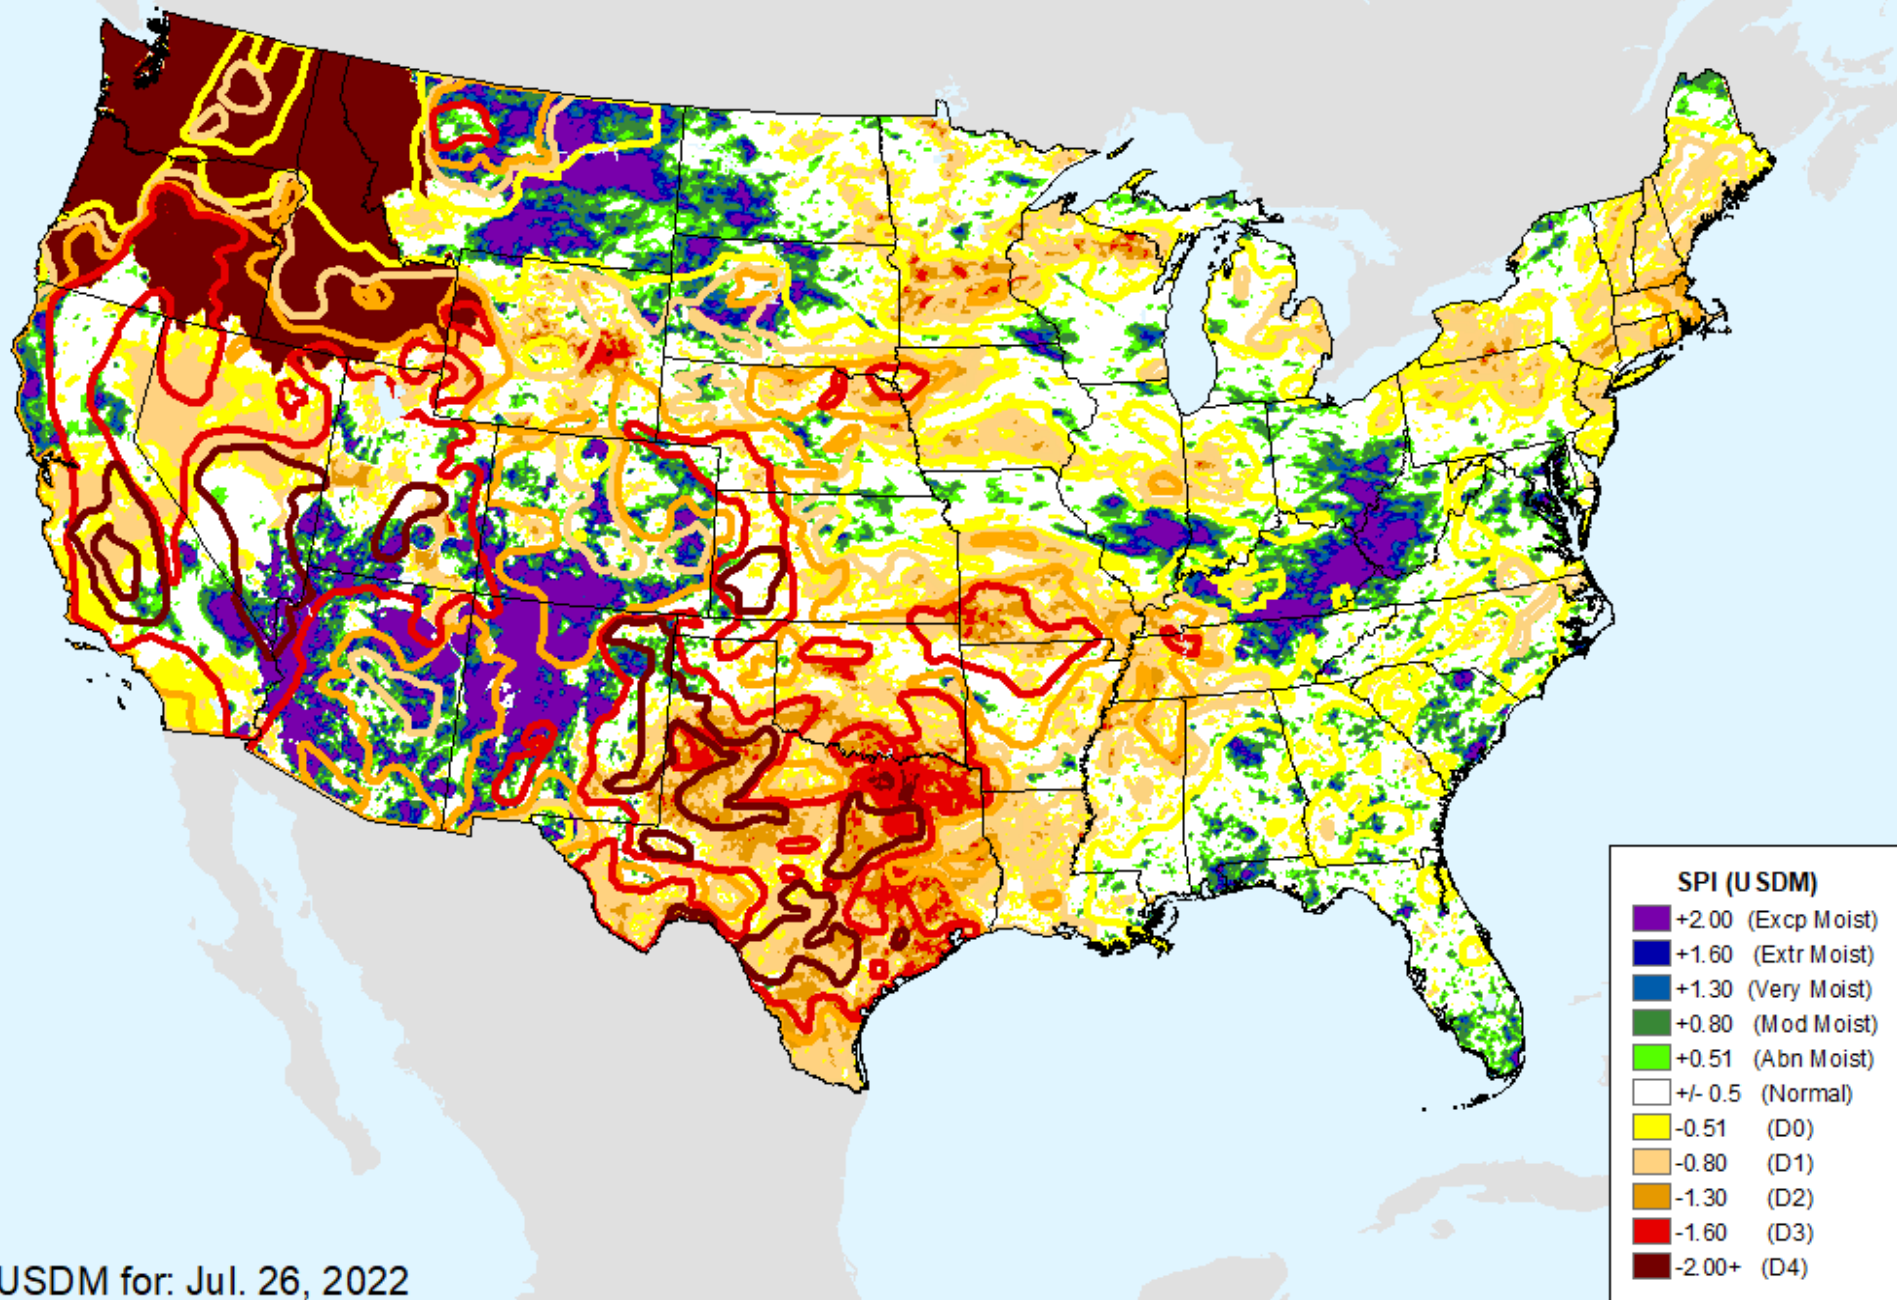 SPI (USDM)
+2.00 (Excp Moist)
+1.60 (Extr Moist)
+1.30 (Very Moist)
+0.80 (Mod Moist)
+0.51 (Abn Moist)
+/- 0.5 (Normal)
-0.51 (D0)
-0.80 (D1)
-1.30 (D2)
-1.60 (D3)
-2.00+ (D4)
USDM for: Jul. 26, 2022